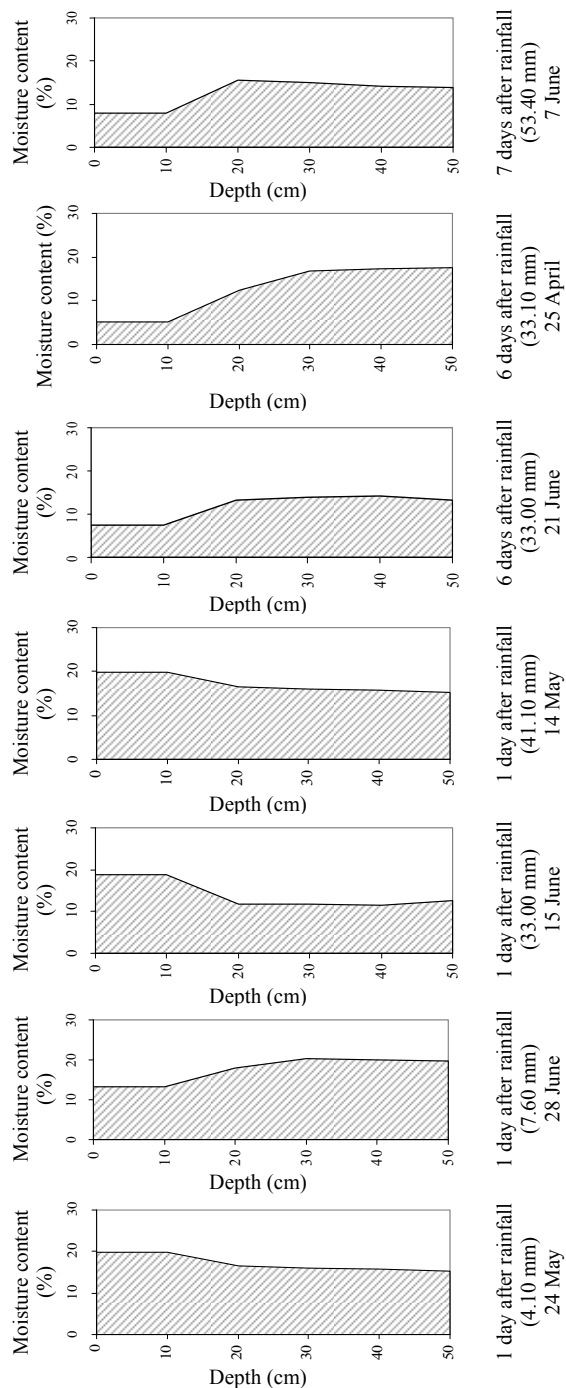 Moisture content
(%)
30
20
10
0
0
10
20
30
40
50
Depth (cm)
7 days after rainfall
(53.40 mm)
7 June
Moisture content (%)
30
20
10
0
0
10
20
30
40
50
Depth (cm)
6 days after rainfall
(33.10 mm)
25 April
Moisture content
(%)
30
20
10
0
0
10
20
30
40
50
Depth (cm)
6 days after rainfall
(33.00 mm)
21 June
Moisture content
(%)
30
20
10
0
0
10
20
30
40
50
Depth (cm)
1 day after rainfall
(41.10 mm)
14 May
Moisture content
(%)
30
20
10
0
0
10
20
30
40
50
Depth (cm)
1 day after rainfall
(33.00 mm)
15 June
Moisture content
(%)
30
20
10
0
0
10
20
30
40
50
Depth (cm)
1 day after rainfall
(7.60 mm)
28 June
Moisture content
(%)
30
20
10
0
0
10
20
30
40
50
Depth (cm)
1 day after rainfall
(4.10 mm)
24 May